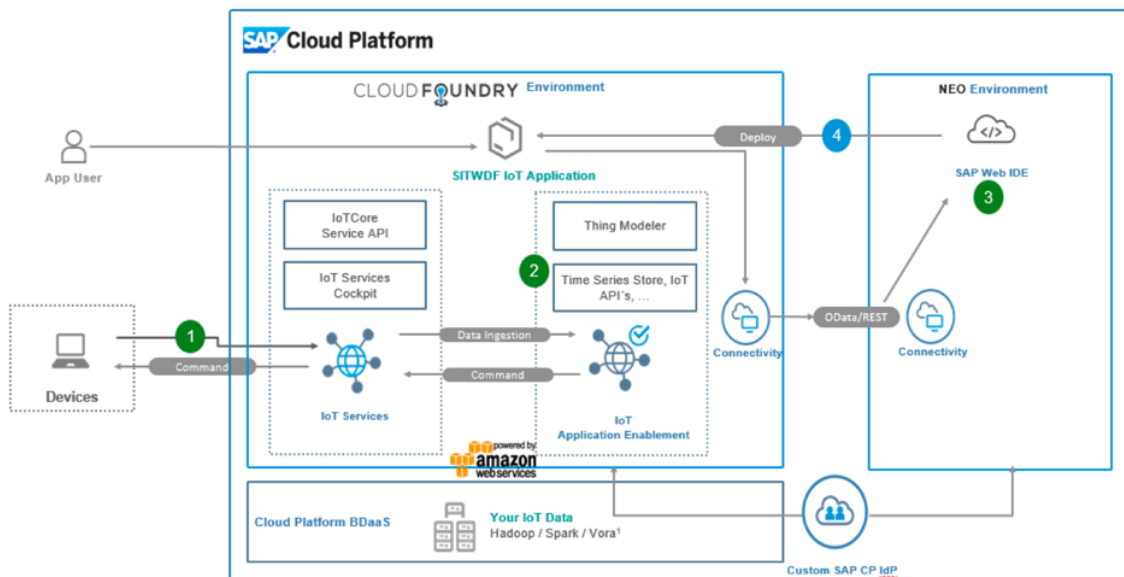 SAP Cloud Platform
CLOUD FOUNDRY Environment
NEO Environment
Deploy
4
App User
SITWDF IoT Application
SAP Web IDE
3
IoTCore
Service API
Thing Modeler
IoT Services
Cockpit
2
Time Series Store, IoT
API´s, ...
1
Data Ingestion
OData/REST
Connectivity
Connectivity
Command
Command
Devices
IoT Services
IoT
Application Enablement
powered by
amazon
webservices
Cloud Platform BDaaS
Your IoT Data
Hadoop / Spark / Vora¹
Custom SAP CP IdP